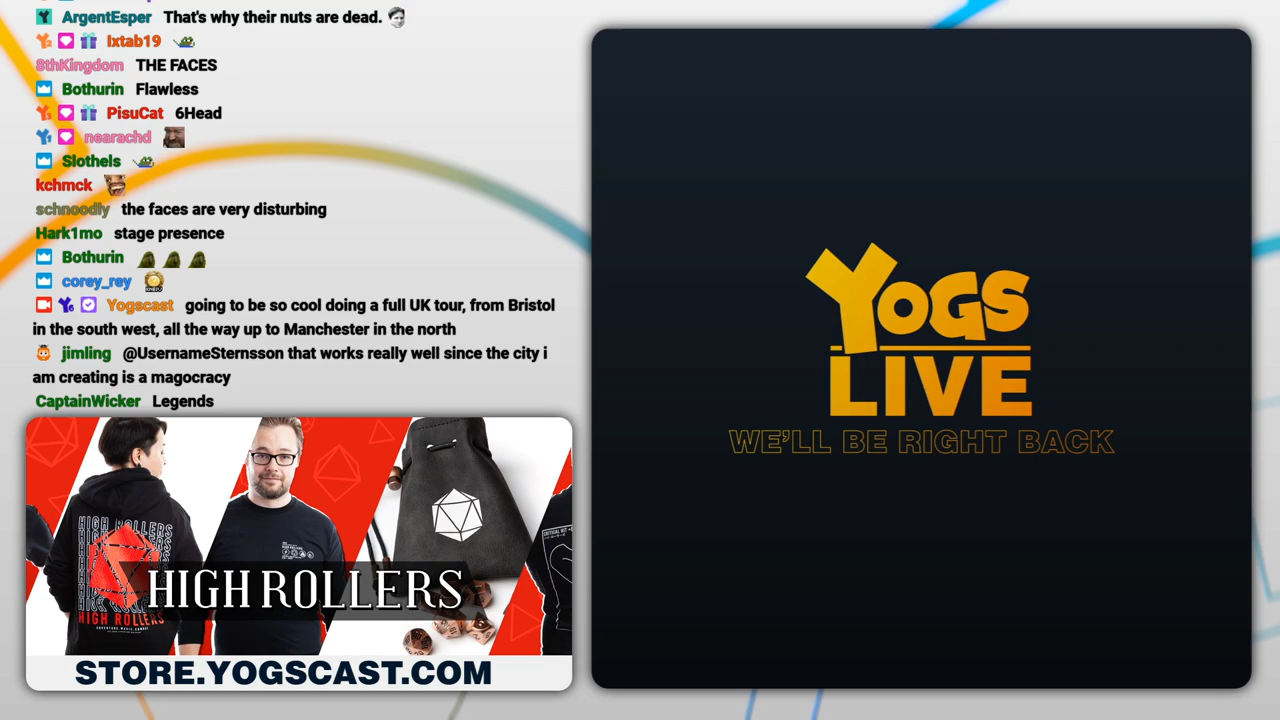 ArgentEsper That's why their nuts are dead.
Ixtab19
8thKingdom THE FACES
Bothurin Flawless
PisuCat 6Head
nearachd
Slothels
kchmck
schnoodly the faces are very disturbing
Hark1mo stage presence
Bothurin
corey_rey
Yogscast going to be so cool doing a full UK tour, from Bristol
in the south west, all the way up to Manchester in the north
jimling @UsernameSternsson that works really well since the city i
am creating is a magocracy
CaptainWicker Legends
HIGH ROLLERS
HIGH ROLLERS
HIGH ROLLERS
STORE.YOGSCAST.COM
YOGS
LIVE
WE'LL BE RIGHT BACK